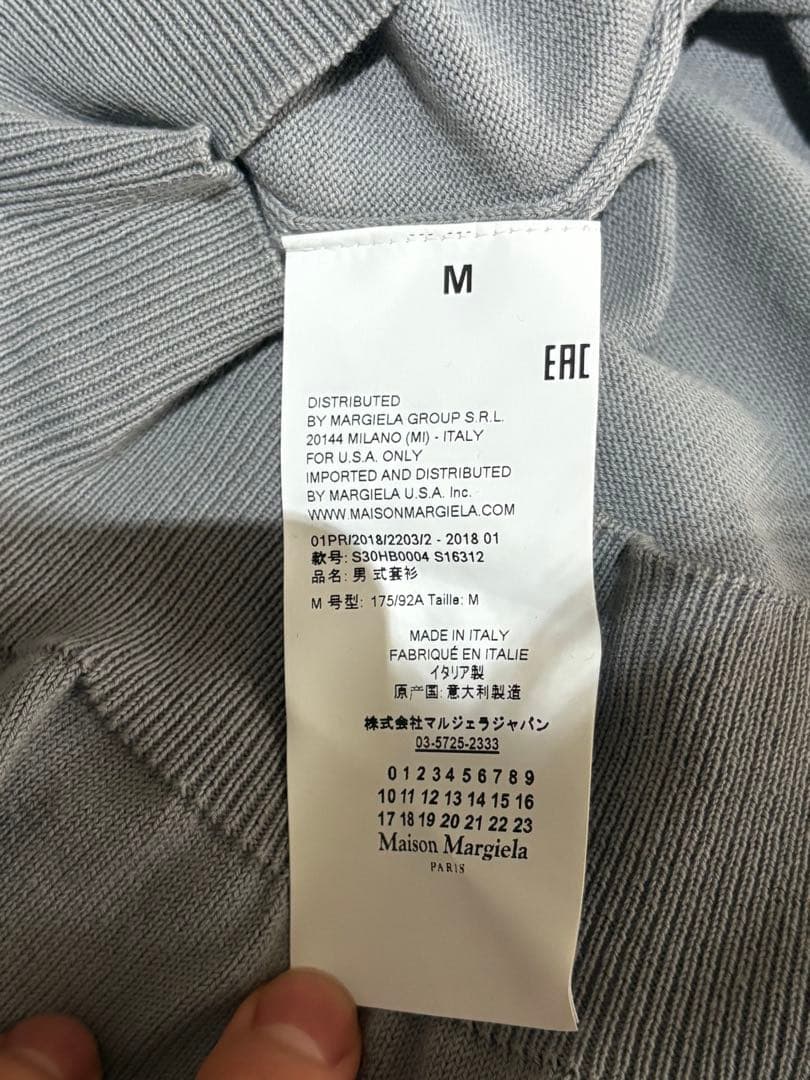 M
EAC
DISTRIBUTED
BY MARGIELA GROUP S.R.L.
20144 MILANO (MI) - ITALY
FOR U.S.A. ONLY
IMPORTED AND DISTRIBUTED
BY MARGIELA U.S.A. Inc.
WWW.MAISONMARGIELA.COM
01PR/2018/2203/2 - 2018 01
款号: S30HB0004 S16312
品名: 男 式套衫
M 号型: 175/92A Taille: M
MADE IN ITALY
FABRIQUÉ EN ITALIE
イタリア製
原产国: 意大利製造
株式会社マルジェラジャパン
03-5725-2333
0 1 2 3 4 5 6 7 8 9
10 11 12 13 14 15 16
17 18 19 20 21 22 23
Maison Margiela
PARIS